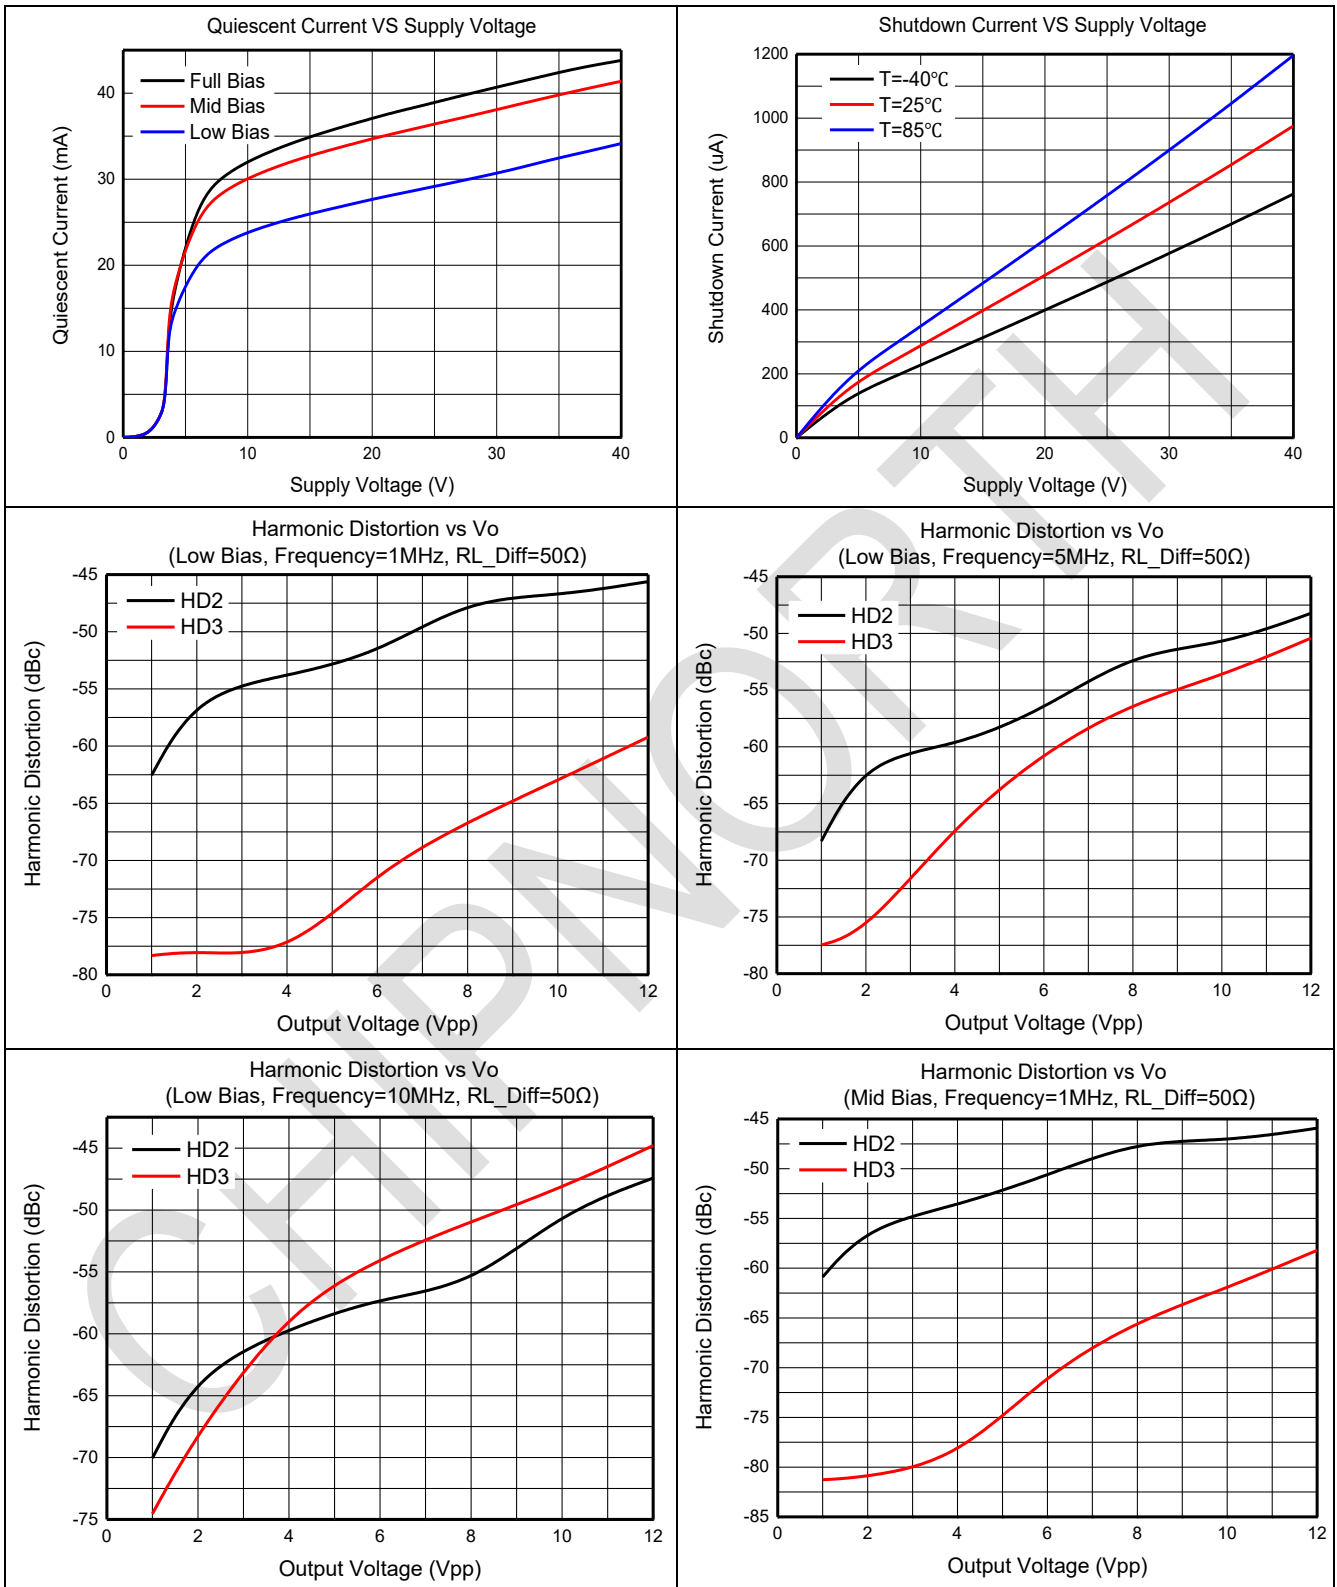 Quiescent Current VS Supply Voltage
Full Bias
Mid Bias
Low Bias
Quiescent Current (mA)
40
30
20
10
0
0 10 20 30 40
Supply Voltage (V)
Shutdown Current VS Supply Voltage
T=-40℃
T=25℃
T=85℃
Shutdown Current (uA)
1200
1000
800
600
400
200
0
0 10 20 30 40
Supply Voltage (V)
Harmonic Distortion vs Vo
(Low Bias, Frequency=1MHz, RL_Diff=50Ω)
HD2
HD3
Harmonic Distortion (dBc)
-45
-50
-55
-60
-65
-70
-75
-80
0 2 4 6 8 10 12
Output Voltage (Vpp)
Harmonic Distortion vs Vo
(Low Bias, Frequency=5MHz, RL_Diff=50Ω)
HD2
HD3
Harmonic Distortion (dBc)
-45
-50
-55
-60
-65
-70
-75
-80
0 2 4 6 8 10 12
Output Voltage (Vpp)
Harmonic Distortion vs Vo
(Low Bias, Frequency=10MHz, RL_Diff=50Ω)
HD2
HD3
Harmonic Distortion (dBc)
-45
-50
-55
-60
-65
-70
-75
0 2 4 6 8 10 12
Output Voltage (Vpp)
Harmonic Distortion vs Vo
(Mid Bias, Frequency=1MHz, RL_Diff=50Ω)
HD2
HD3
Harmonic Distortion (dBc)
-45
-50
-55
-60
-65
-70
-75
-80
-85
0 2 4 6 8 10 12
Output Voltage (Vpp)
CHIPNORTH